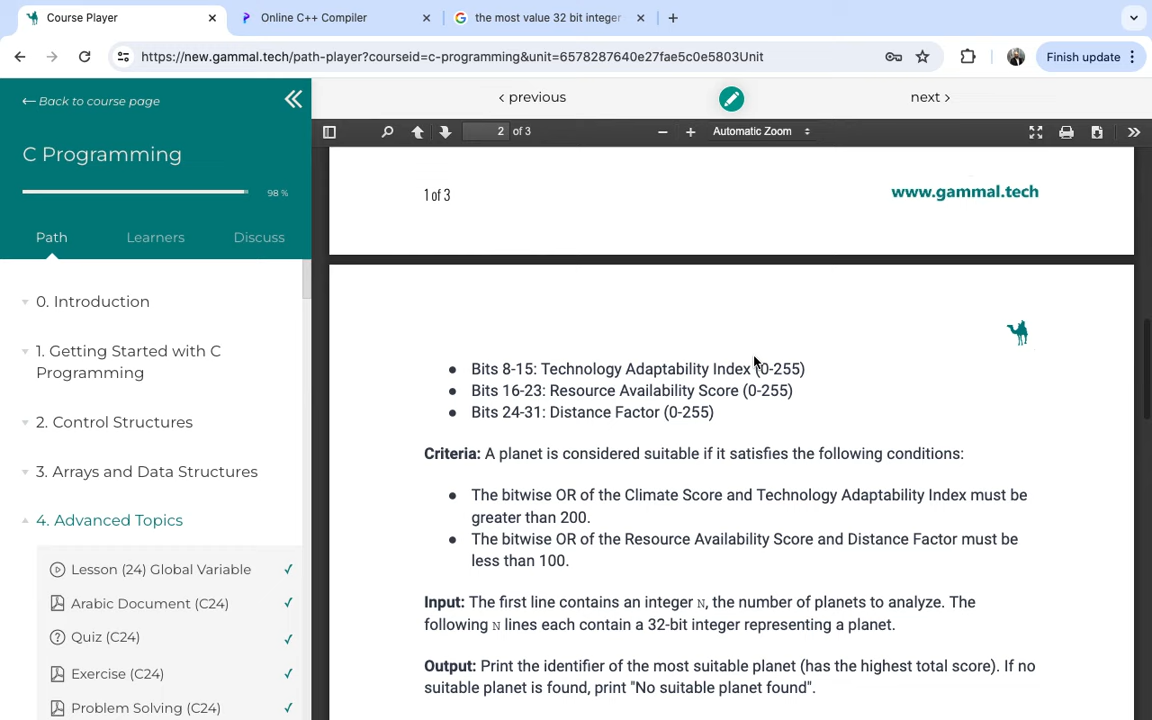 Course Player
Online C++ Compiler
the most value 32 bit integer
https://new.gammal.tech/path-player?courseid=c-programming&unit=6578287640e27fae5c0e5803Unit
Finish update
Back to course page
‹ previous
next ›
2 of 3
Automatic Zoom
C Programming
98 %
Path
Learners
Discuss
0. Introduction
1. Getting Started with C
Programming
2. Control Structures
3. Arrays and Data Structures
4. Advanced Topics
Lesson (24) Global Variable
Arabic Document (C24)
Quiz (C24)
Exercise (C24)
Problem Solving (C24)
1 of 3
www.gammal.tech
• Bits 8-15: Technology Adaptability Index (0-255)
• Bits 16-23: Resource Availability Score (0-255)
• Bits 24-31: Distance Factor (0-255)
Criteria: A planet is considered suitable if it satisfies the following conditions:
• The bitwise OR of the Climate Score and Technology Adaptability Index must be
greater than 200.
• The bitwise OR of the Resource Availability Score and Distance Factor must be
less than 100.
Input: The first line contains an integer N, the number of planets to analyze. The
following N lines each contain a 32-bit integer representing a planet.
Output: Print the identifier of the most suitable planet (has the highest total score). If no
suitable planet is found, print "No suitable planet found".